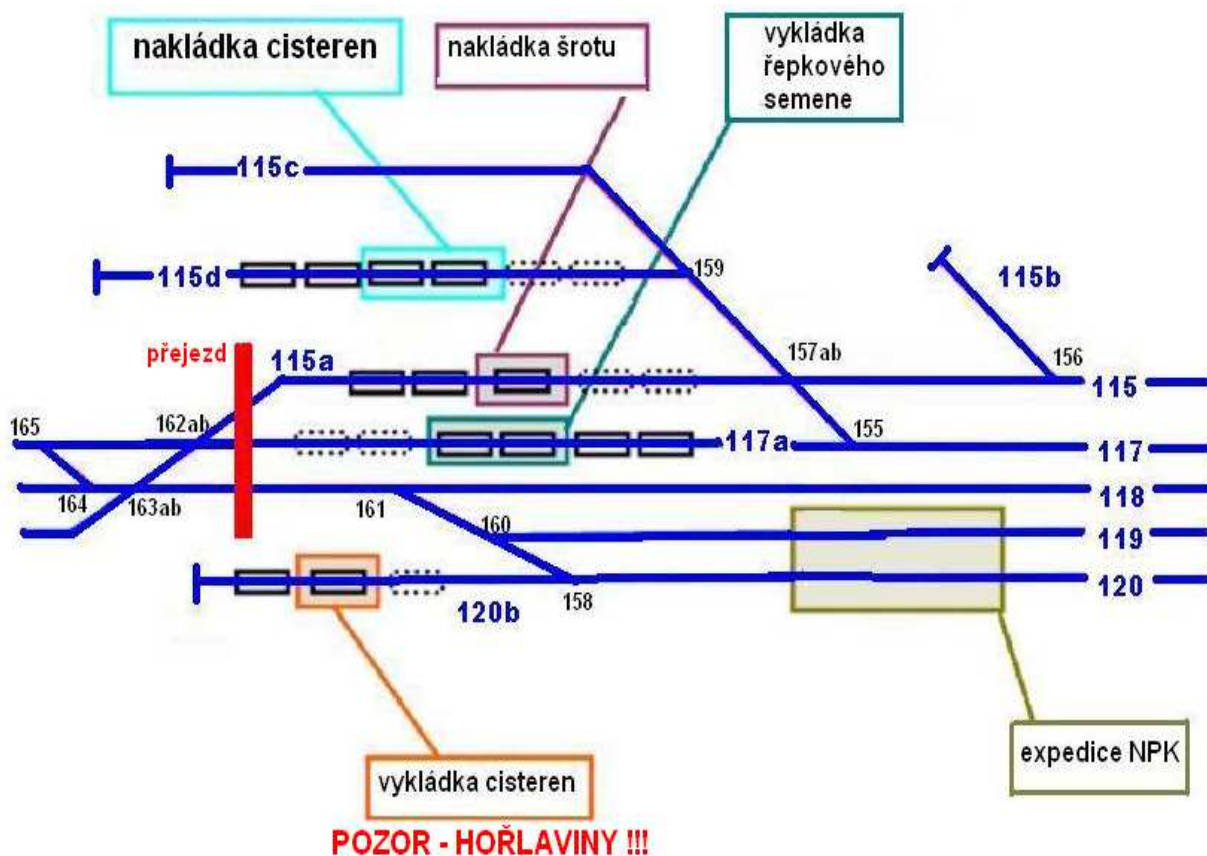 nakládka cisteren
nakládka šrotu
vykládka
řepkového
semene
115c
115d
159
115b
přejezd
115a
157ab
156
115
165
162ab
117a
155
117
164
163ab
161
118
160
119
120b
158
120
vykládka cisteren
expedice NPK
POZOR - HOŘLAVINY !!!